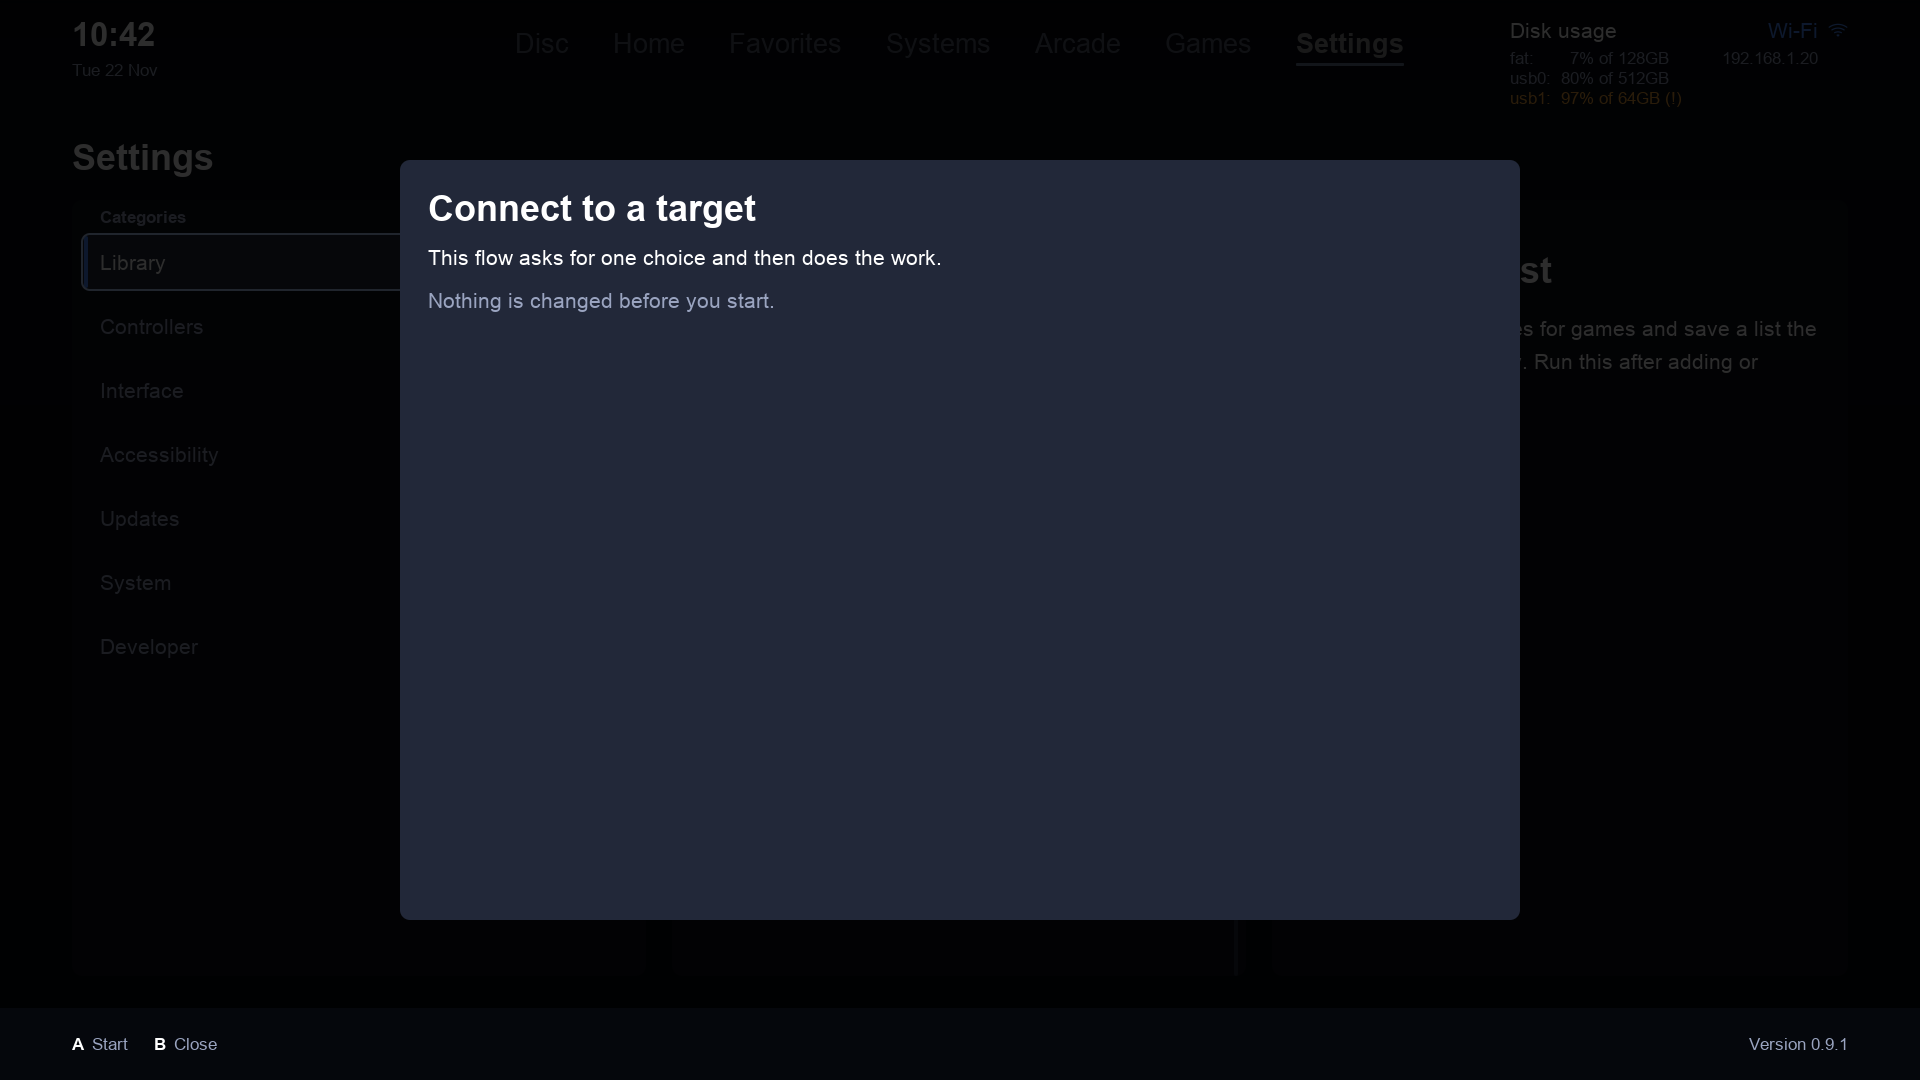 10:42
Tue 22 Nov
Disc Home Favorites Systems Arcade Games Settings
Disk usage
fat: 7% of 128GB
usb0: 80% of 512GB
usb1: 97% of 64GB (!)
Wi-Fi
192.168.1.20
Settings
Categories
Library
Controllers
Interface
Accessibility
Updates
System
Developer
Connect to a target
This flow asks for one choice and then does the work.
Nothing is changed before you start.
st
for games and save a list the
Run this after adding or
A Start B Close
Version 0.9.1